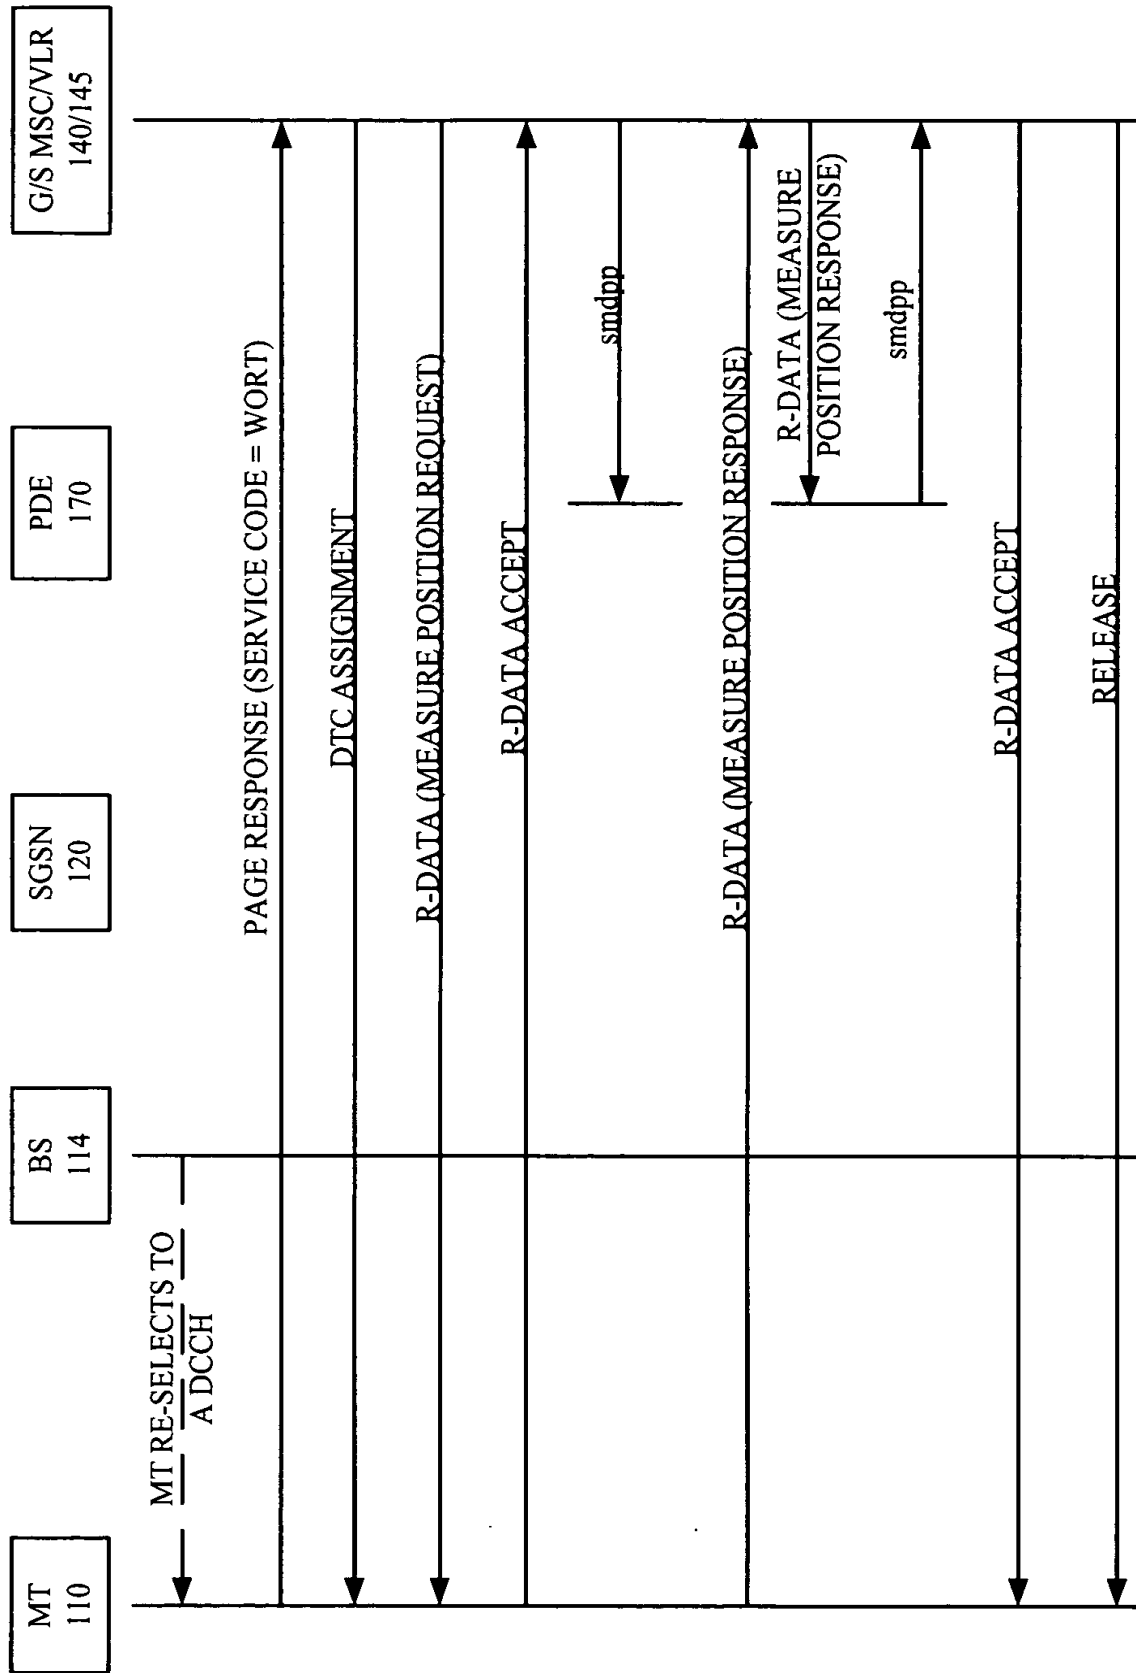 MT
110
BS
114
SGSN
120
PDE
170
G/S MSC/VLR
140/145
MT RE-SELECTS TO
A DCCH
PAGE RESPONSE (SERVICE CODE = WORT)
DTC ASSIGNMENT
R-DATA (MEASURE POSITION REQUEST)
R-DATA ACCEPT
smdpp
R-DATA (MEASURE POSITION RESPONSE)
R-DATA (MEASURE
POSITION RESPONSE)
smdpp
R-DATA ACCEPT
RELEASE